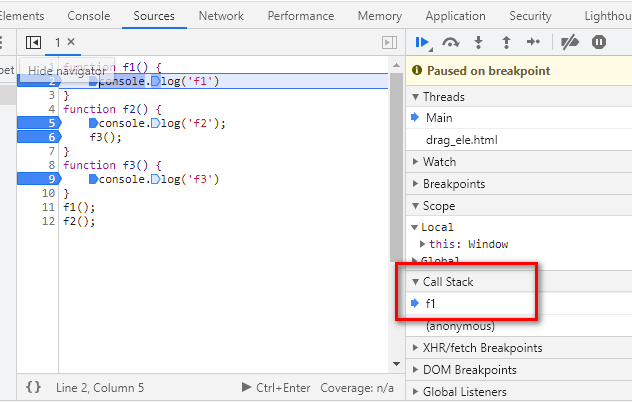 Elements Console Sources Network Performance Memory Application Security Lighthou
1 ×
Paused on breakpoint
Threads
Main
drag_ele.html
Watch
Breakpoints
Scope
Local
this: Window
Global
Call Stack
f1
(anonymous)
XHR/fetch Breakpoints
DOM Breakpoints
Global Listeners
pet
Hide navigator
1 function f1() {
2 console.log('f1')
3 }
4 function f2() {
5 console.log('f2');
6 f3();
7 }
8 function f3() {
9 console.log('f3')
10 }
11 f1();
12 f2();
{} Line 2, Column 5 Ctrl+Enter Coverage: n/a